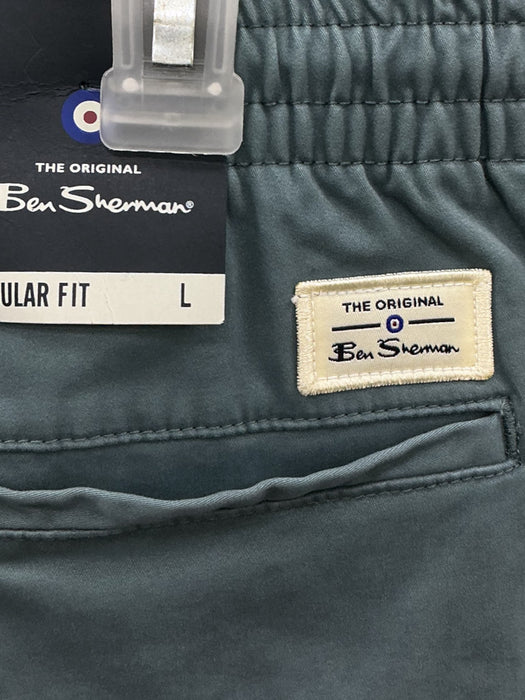 THE ORIGINAL
Ben Sherman®
ULAR FIT L
THE ORIGINAL
Ben Sherman